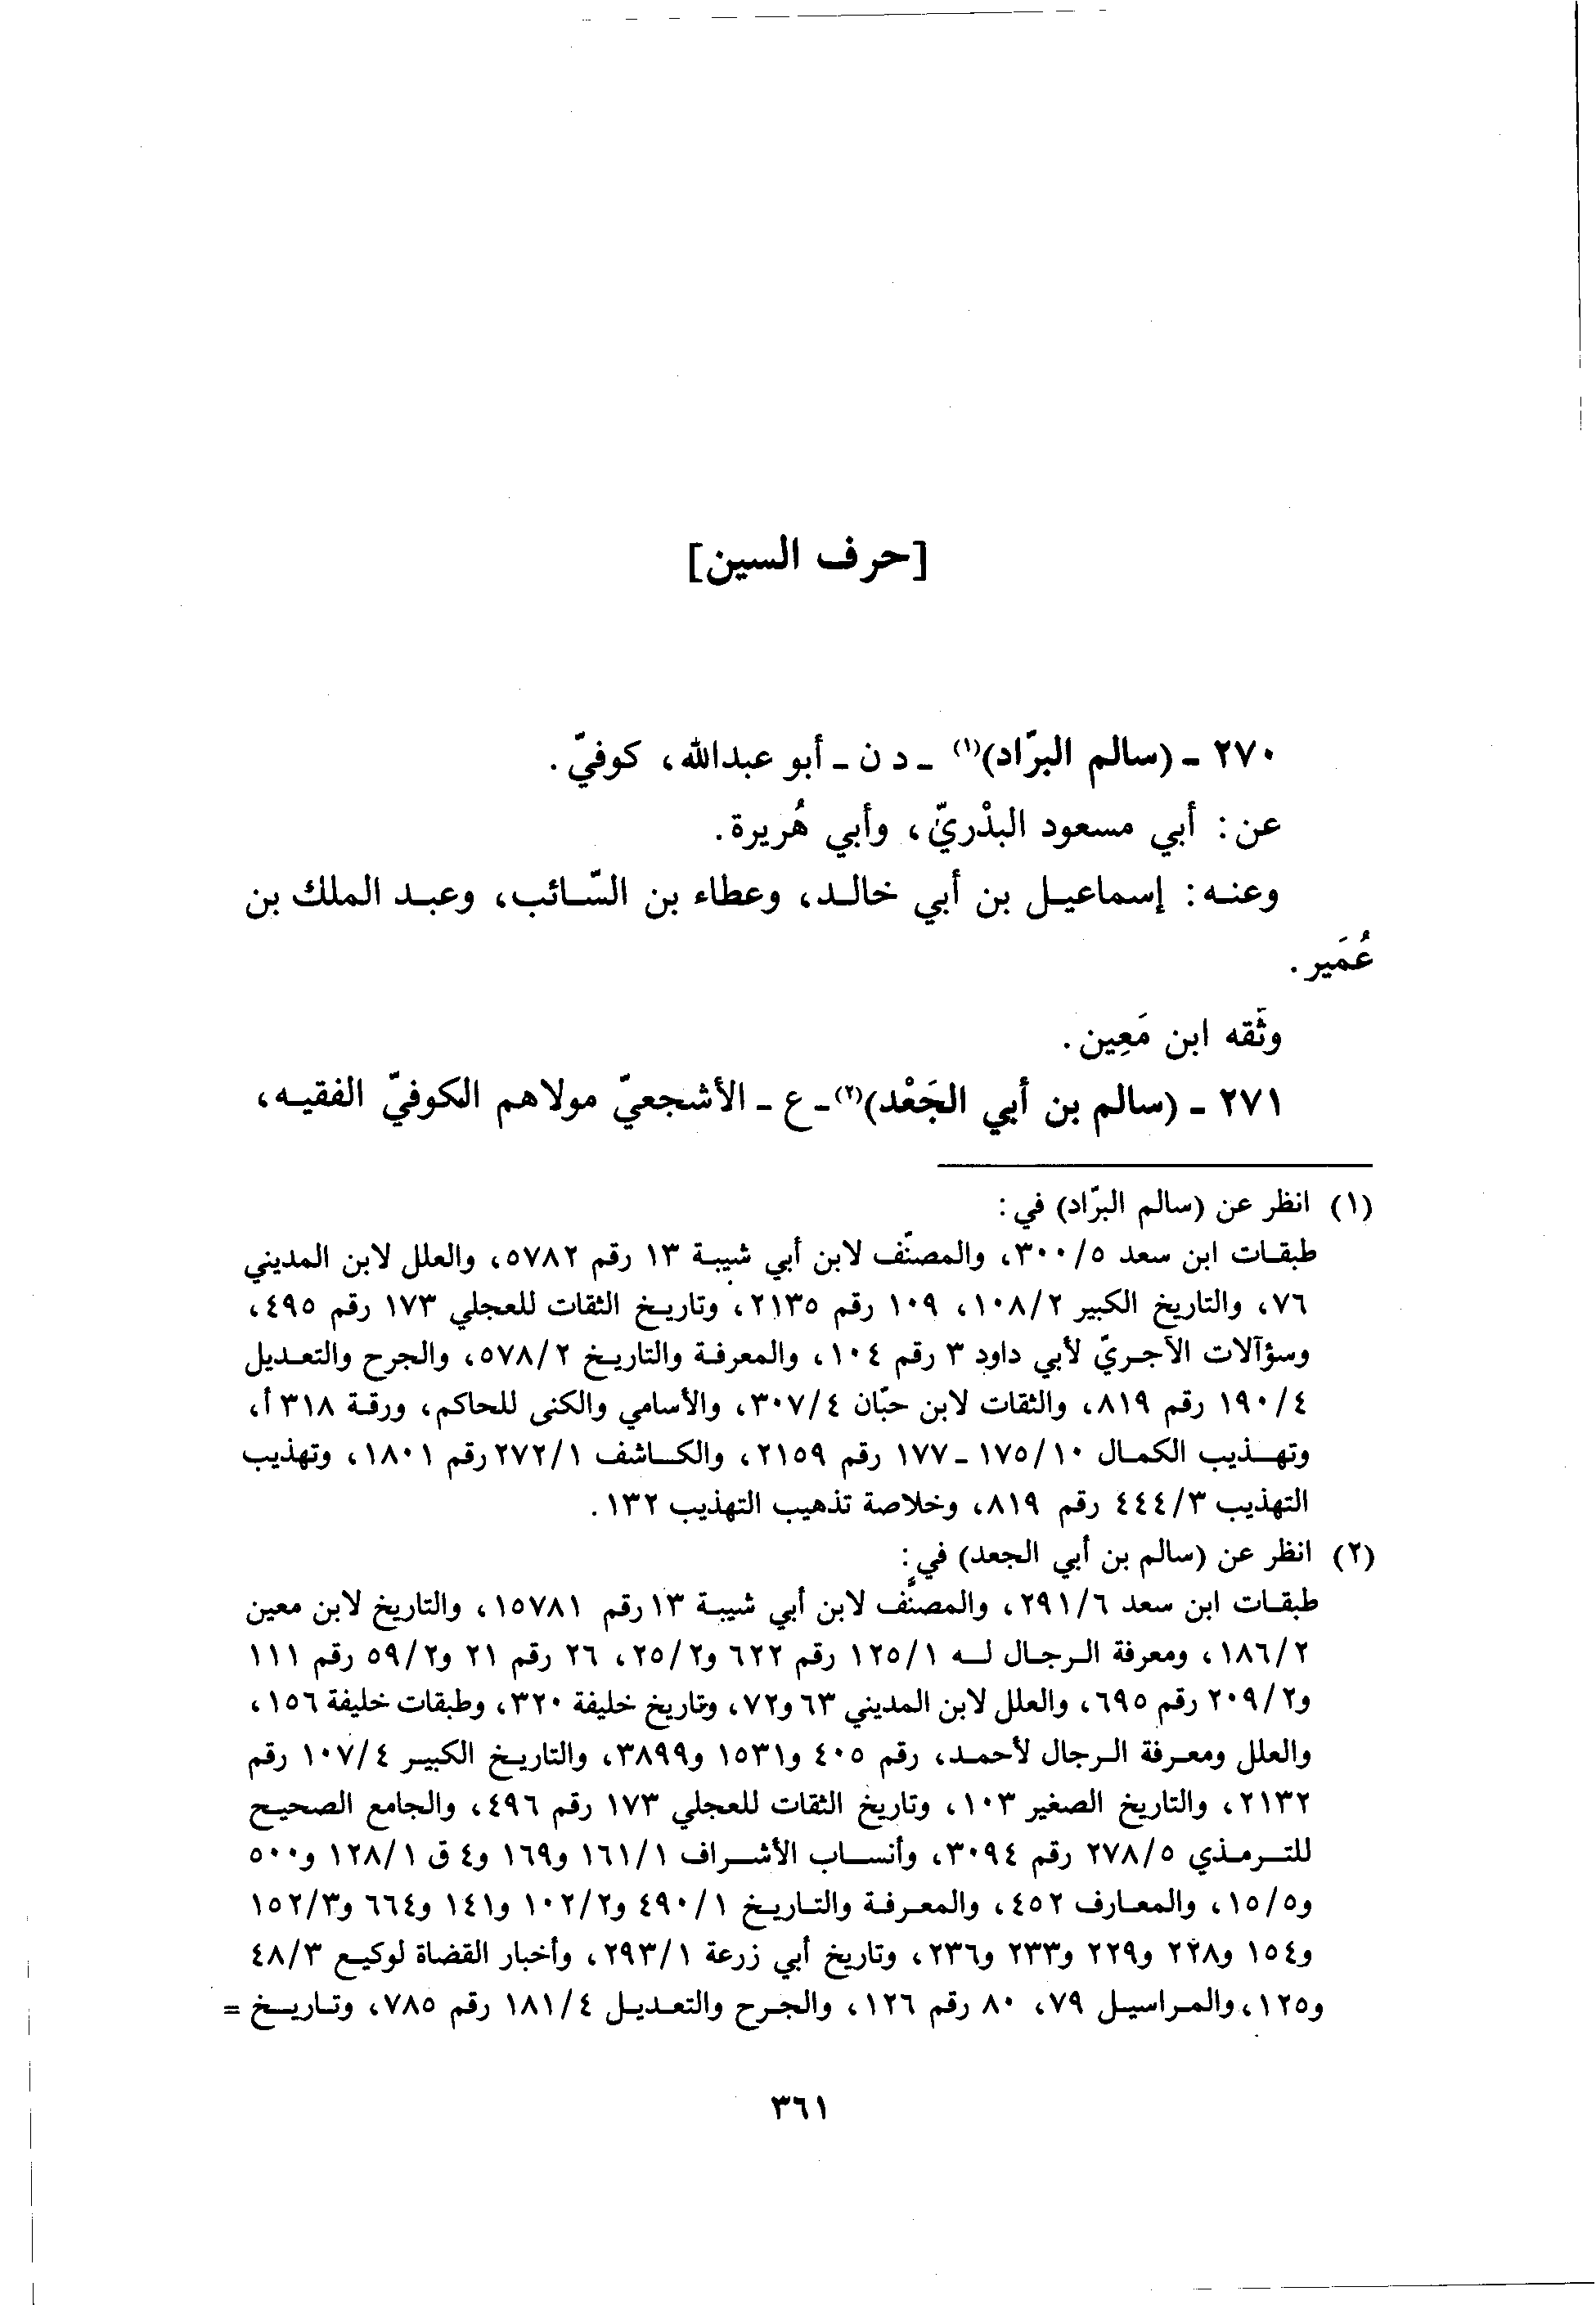 [حرف السين]
٢٧٠ - (سالم البرّاد)(١) - د ن - أبو عبدالله، كوفيّ.
عن: أبي مسعود البذْريّ، وأبي هُريرة.
وعنه: إسماعيل بن أبي خالد، وعطاء بن السّائب، وعبد الملك بن
عُمَير.
وثَقه ابن مَعِين.
٢٧١ - (سالم بن أبي الجَعْد)(٢) - ع - الأشجعيّ مولاهم الكوفيّ الفقيه،
(١) انظر عن (سالم البرّاد) في:
طبقات ابن سعد ٥/٣٠٠، والمصنّف لابن أبي شيبة ١٣ رقم ٥٧٨٢، والعلل لابن المديني
٧٦، والتاريخ الكبير ١٠٨/٢، ١٠٩ رقم ٢١٣٥، وتاريخ الثقات للعجلي ١٧٣ رقم ٤٩٥،
وسؤآلات الآجريّ لأبي داود ٣ رقم ١٠٤، والمعرفة والتاريخ ٥٧٨/٢، والجرح والتعديل
١٩٠/٤ رقم ٨١٩، والثقات لابن حبّان ٣٠٧/٤، والأسامي والكنى للحاكم، ورقة ٣١٨ أ،
وتهذيب الكمال ١٧٥/١٠ - ١٧٧ رقم ٢١٥٩، والكاشف ٢٧٢/١ رقم ١٨٠١، وتهذيب
التهذيب ٤٤٤/٣ رقم ٨١٩، وخلاصة تذهيب التهذيب ١٣٢.
(٢) انظر عن (سالم بن أبي الجعد) في:
طبقات ابن سعد ٢٩١/٦، والمصنَّف لابن أبي شيبة ١٣ رقم ١٥٧٨١، والتاريخ لابن معين
١٨٦/٢، ومعرفة الرجال له ١٢٥/١ رقم ٦٢٢ و٢٥/٢، ٢٦ رقم ٢١ و٥٩/٢ رقم ١١١
و٢٠٩/٢ رقم ٦٩٥، والعلل لابن المديني ٦٣ و٧٢، وتاريخ خليفة ٣٢٠، وطبقات خليفة ١٥٦،
والعلل ومعرفة الرجال لأحمد، رقم ٤٠٥ و١٥٣١ و٣٨٩٩، والتاريخ الكبير ١٠٧/٤ رقم
٢١٣٢، والتاريخ الصغير ١٠٣، وتاريخ الثقات للعجلي ١٧٣ رقم ٤٩٦، والجامع الصحيح
للترمذي ٢٧٨/٥ رقم ٣٠٩٤، وأنساب الأشراف ١٦١/١ و١٦٩ و٤ ق ١٢٨/١ و٥٠٠
و١٥/٥، والمعارف ٤٥٢، والمعرفة والتاريخ ٤٩٠/١ و١٠٢/٢ و١٤١ و٦٦٤ و١٥٢/٣
و١٥٤ و٢٢٨ و٢٢٩ و٢٣٣ و٢٣٦، وتاريخ أبي زرعة ٢٩٣/١، وأخبار القضاة لوكيع ٤٨/٣
و١٢٥، والمراسيل ٧٩، ٨٠ رقم ١٢٦، والجرح والتعديل ١٨١/٤ رقم ٧٨٥، وتاريخ =
٣٦١